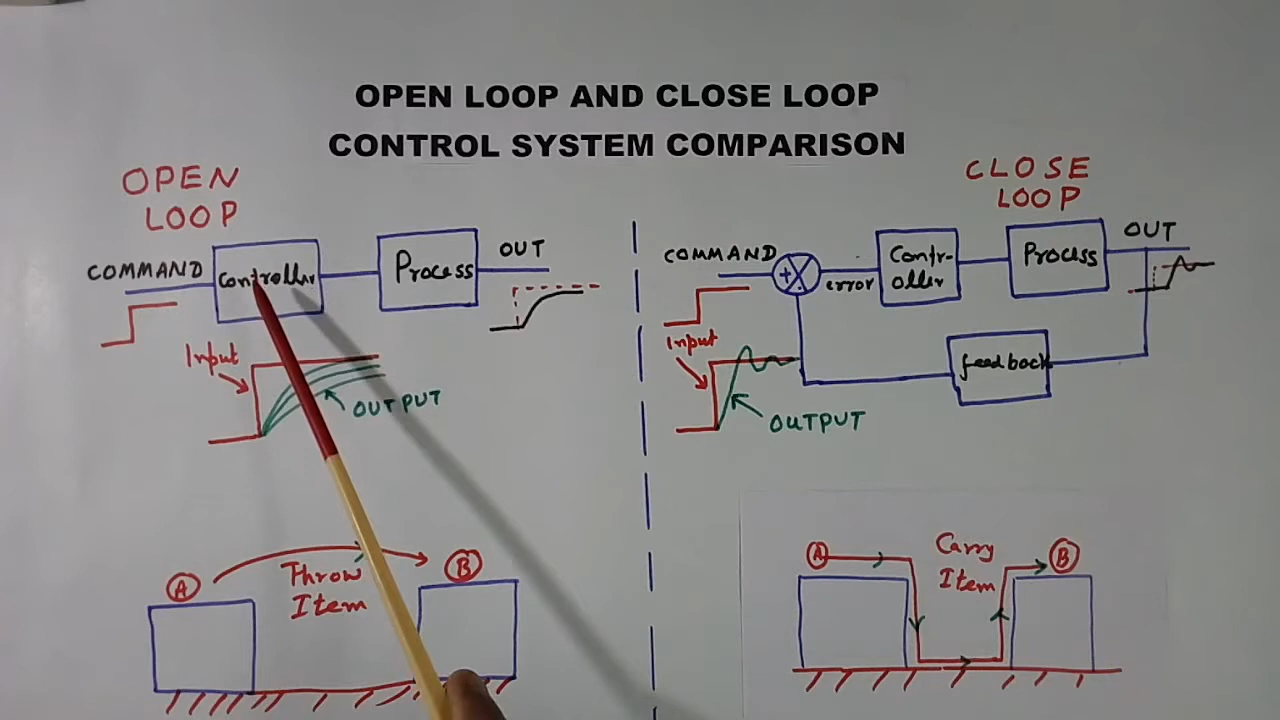 OPEN LOOP AND CLOSE LOOP
CONTROL SYSTEM COMPARISON
OPEN
LOOP
COMMAND
Controller
Process
OUT
Input
OUTPUT
A
Throw
Item
B
CLOSE
LOOP
COMMAND
+
-
error
Contr-
oller
Process
OUT
feedback
Input
OUTPUT
A
Carry
Item
B